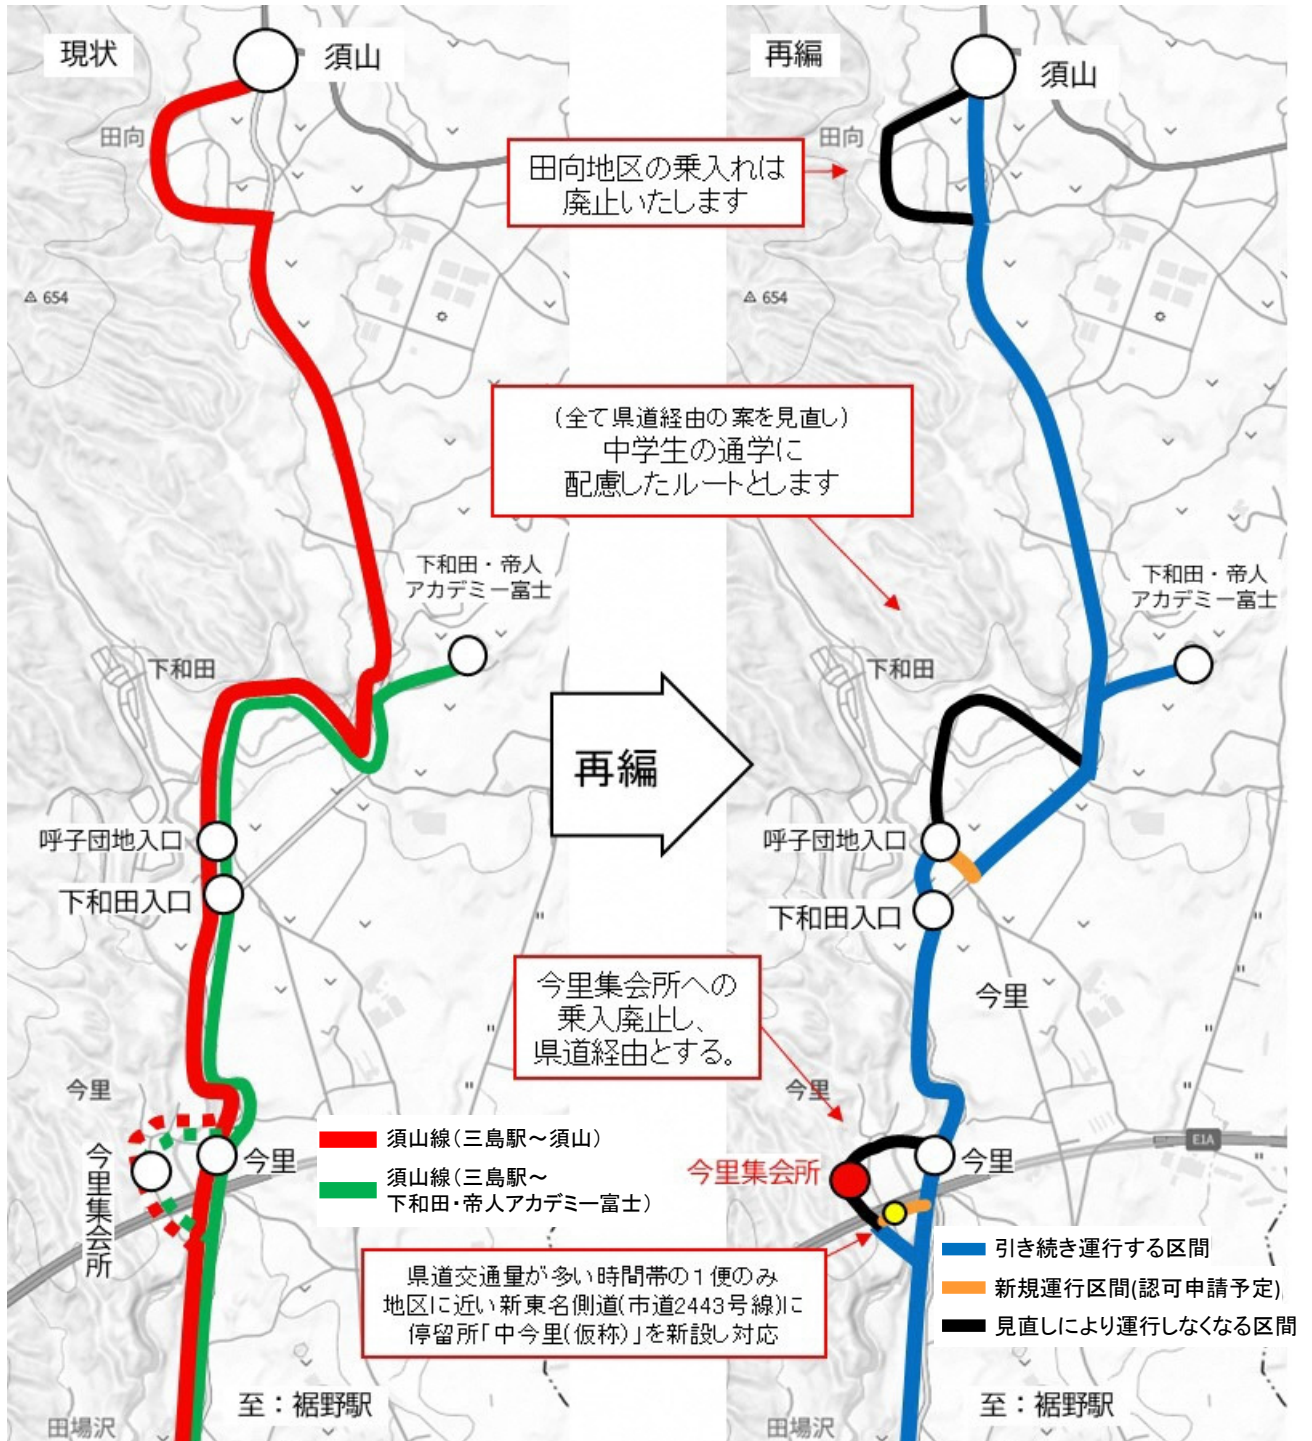 現状
須山
田向
654
下和田・帝人
アカデミー富士
下和田
呼子団地入口
下和田入口
今里
今里集会所
今里
須山線(三島駅～須山)
須山線(三島駅～
下和田・帝人アカデミー富士)
至：裾野駅
田場沢
再編
再編
須山
田向
田向地区の乗入れは
廃止いたします
654
(全て県道経由の案を見直し)
中学生の通学に
配慮したルートとします
下和田・帝人
アカデミー富士
下和田
呼子団地入口
下和田入口
今里集会所への
乗入廃止し、
県道経由とする。
今里
今里
E1A
今里
今里集会所
県道交通量が多い時間帯の１便のみ
地区に近い新東名側道(市道2443号線)に
停留所「中今里(仮称)」を新設し対応
引き続き運行する区間
新規運行区間(認可申請予定)
見直しにより運行しなくなる区間
至：裾野駅
田場沢